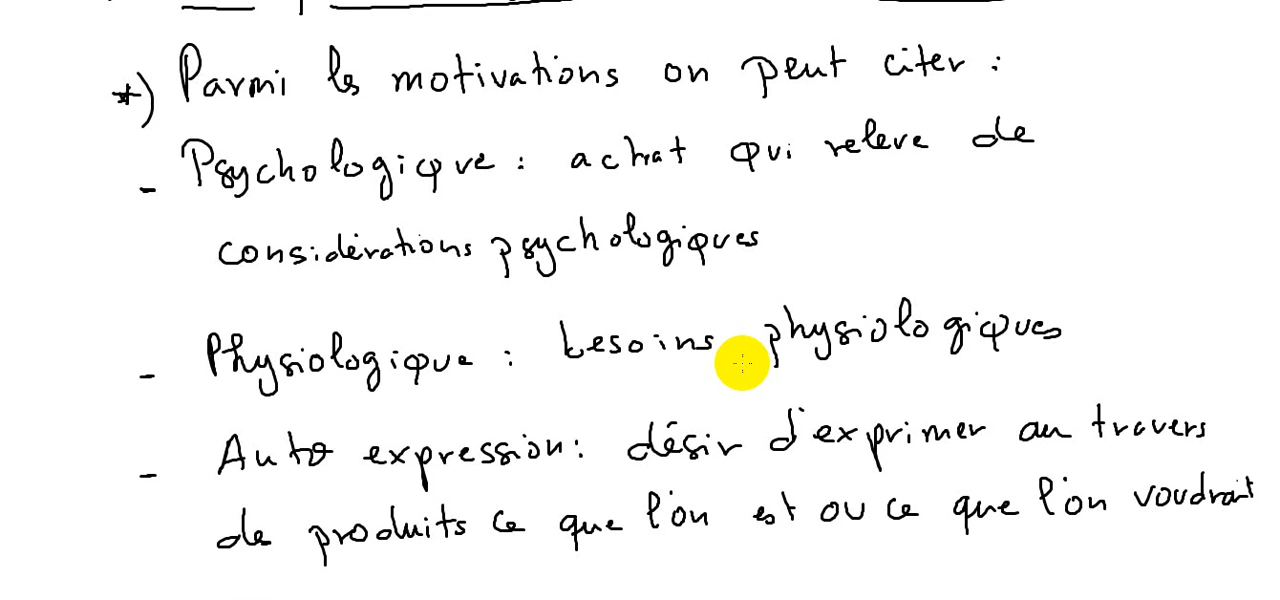 *) Parmi les motivations on peut citer :
- Psychologique : achat qui releve de
considérations psychologiques
- Physiologique : besoins physiologiques
- Auto expression : désir d'exprimer au travers
de produits ce que l'on est ou ce que l'on voudrait